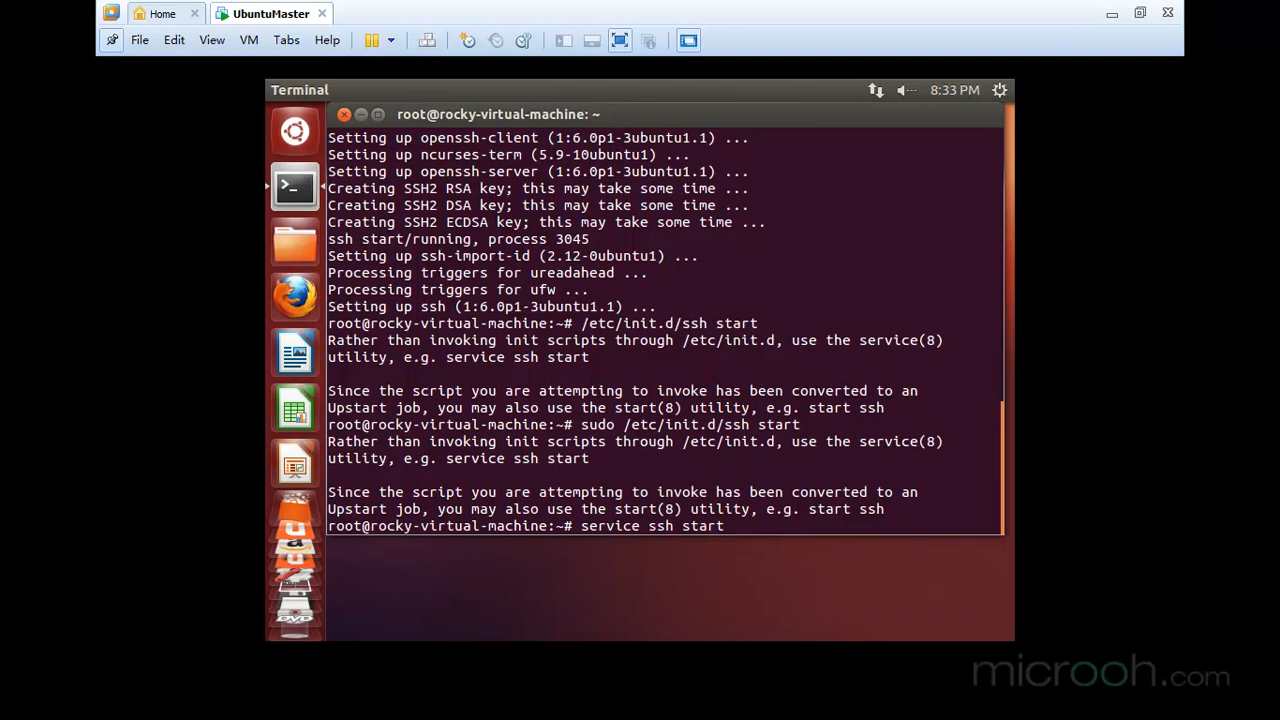 Home
UbuntuMaster
File Edit View VM Tabs Help
Terminal
8:33 PM
root@rocky-virtual-machine: ~
Setting up openssh-client (1:6.0p1-3ubuntu1.1) ...
Setting up ncurses-term (5.9-10ubuntu1) ...
Setting up openssh-server (1:6.0p1-3ubuntu1.1) ...
Creating SSH2 RSA key; this may take some time ...
Creating SSH2 DSA key; this may take some time ...
Creating SSH2 ECDSA key; this may take some time ...
ssh start/running, process 3045
Setting up ssh-import-id (2.12-0ubuntu1) ...
Processing triggers for ureadahead ...
Processing triggers for ufw ...
Setting up ssh (1:6.0p1-3ubuntu1.1) ...
root@rocky-virtual-machine:~# /etc/init.d/ssh start
Rather than invoking init scripts through /etc/init.d, use the service(8)
utility, e.g. service ssh start
Since the script you are attempting to invoke has been converted to an
Upstart job, you may also use the start(8) utility, e.g. start ssh
root@rocky-virtual-machine:~# sudo /etc/init.d/ssh start
Rather than invoking init scripts through /etc/init.d, use the service(8)
utility, e.g. service ssh start
Since the script you are attempting to invoke has been converted to an
Upstart job, you may also use the start(8) utility, e.g. start ssh
root@rocky-virtual-machine:~# service ssh start
DVD
microoh.com